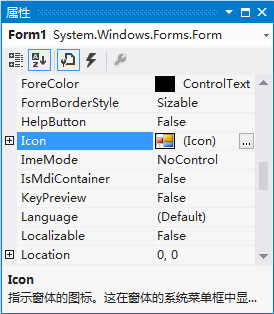 属性
Form1 System.Windows.Forms.Form
ForeColor ControlText
FormBorderStyle Sizable
HelpButton False
Icon (Icon) ...
ImeMode NoControl
IsMdiContainer False
KeyPreview False
Language (Default)
Localizable False
Location 0, 0
Icon
指示窗体的图标。这在窗体的系统菜单框中显...